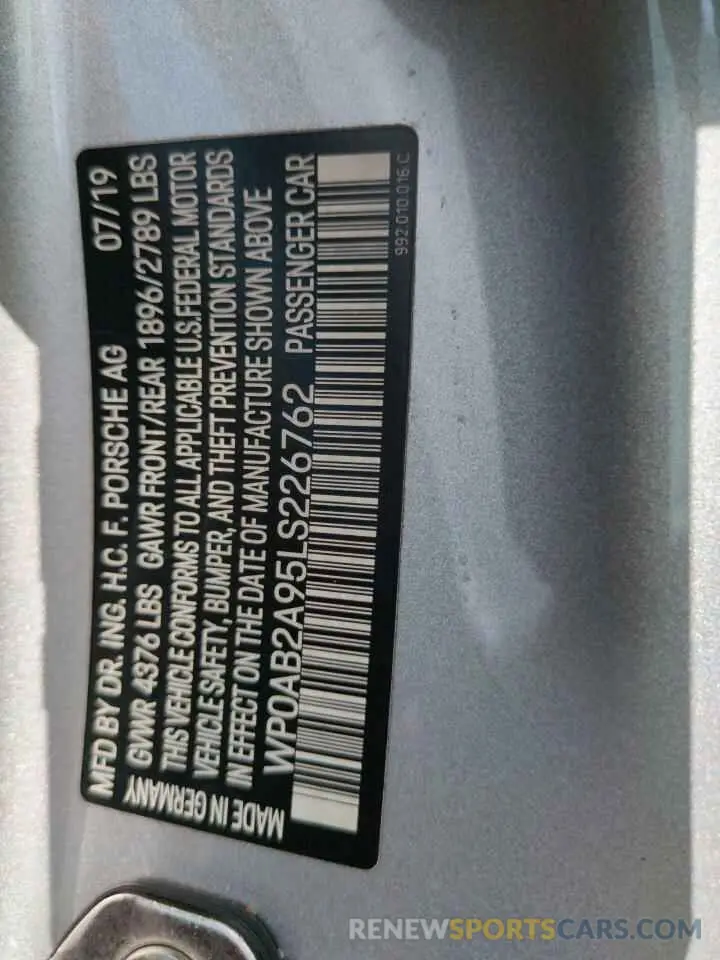 MFD BY DR. ING. H.C. F. PORSCHE AG 07/19
GVWR 4376 LBS GAWR FRONT/REAR 1896/2789 LBS
THIS VEHICLE CONFORMS TO ALL APPLICABLE U.S. FEDERAL MOTOR
VEHICLE SAFETY, BUMPER, AND THEFT PREVENTION STANDARDS
IN EFFECT ON THE DATE OF MANUFACTURE SHOWN ABOVE
WP0AB2A95LS226762 PASSENGER CAR
MADE IN GERMANY
992.010.016.C
RENEWSPORTSCARS.COM